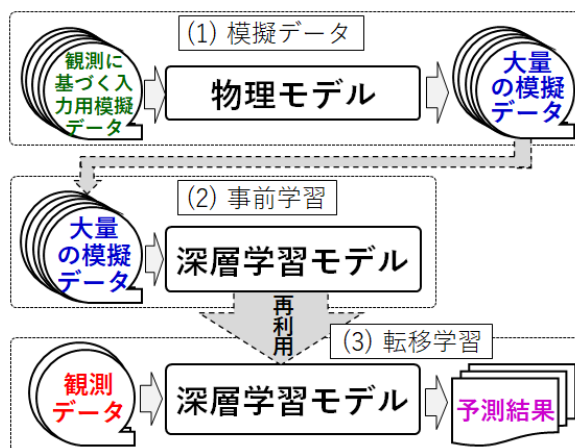 (1) 模擬データ
観測に
基づく入
力用模擬
データ
物理モデル
大量
の模擬
データ
(2) 事前学習
大量
の模擬
データ
深層学習モデル
再利用
(3) 転移学習
観測
データ
深層学習モデル
予測結果